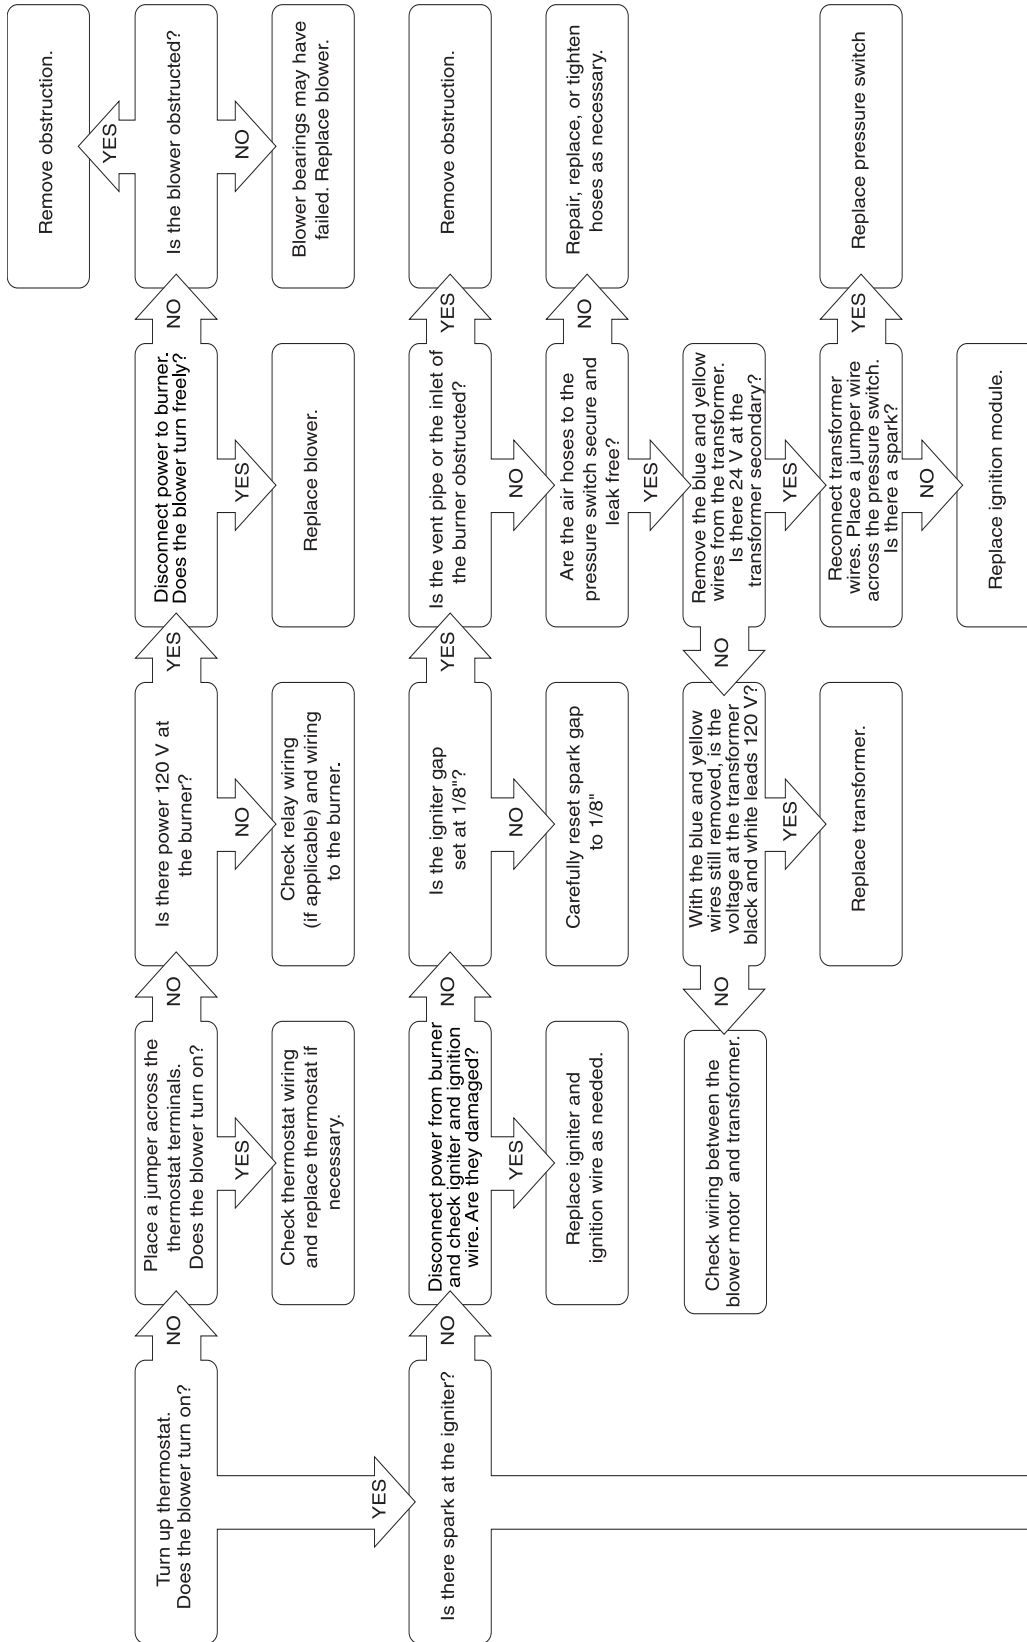 Turn up thermostat.
Does the blower turn on?
NO
Place a jumper across the
thermostat terminals.
Does the blower turn on?
NO
Is there power 120 V at
the burner?
YES
Disconnect power to burner.
Does the blower turn freely?
NO
Is the blower obstructed?
YES
Remove obstruction.
NO
Blower bearings may have
failed. Replace blower.
YES
Replace blower.
NO
Check relay wiring
(if applicable) and wiring
to the burner.
YES
Check thermostat wiring
and replace thermostat if
necessary.
YES
Is there spark at the igniter?
NO
Disconnect power from burner
and check igniter and ignition
wire. Are they damaged?
NO
Is the igniter gap
set at 1/8"?
YES
Is the vent pipe or the inlet of
the burner obstructed?
YES
Remove obstruction.
YES
Replace igniter and
ignition wire as needed.
NO
Carefully reset spark gap
to 1/8"
NO
Are the air hoses to the
pressure switch secure and
leak free?
NO
Repair, replace, or tighten
hoses as necessary.
YES
Remove the blue and yellow
wires from the transformer.
Is there 24 V at the
transformer secondary?
NO
With the blue and yellow
wires still removed, is the
voltage at the transformer
black and white leads 120 V?
NO
Check wiring between the
blower motor and transformer.
YES
Replace transformer.
YES
Reconnect transformer
wires. Place a jumper wire
across the pressure switch.
Is there a spark?
YES
Replace pressure switch
NO
Replace ignition module.